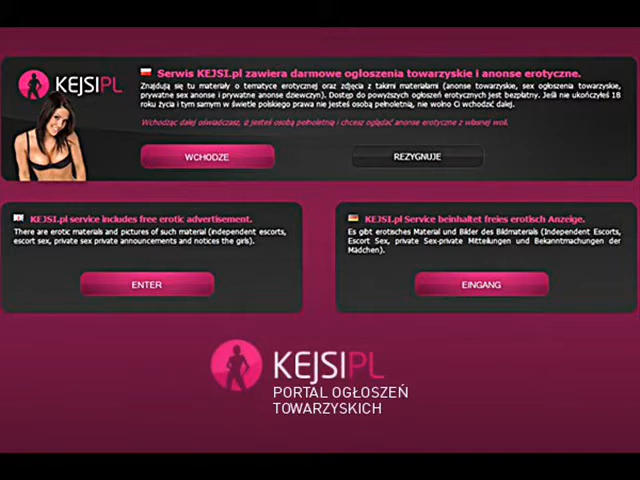 KEJSIPL
Serwis KEJSI.pl zawiera darmowe ogłoszenia towarzyskie i anonse erotyczne.
Znajdują się tu materiały o tematyce erotycznej oraz zdjęcia z takimi materiałami (anonse towarzyskie, sex ogłoszenia towarzyskie, prywatne sex anonse i prywatne anonse dziewczyn). Dostęp do powyższych ogłoszeń erotycznych jest bezpłatny. Jeśli nie ukończyłeś 18
roku życia i tym samym w świetle polskiego prawa nie jesteś osobą pełnoletnią, nie wolno Ci wchodzić dalej.
Wchodząc dalej oświadczasz, iż jesteś osobą pełnoletnią i chcesz oglądać anonse erotyczne z własnej woli.
WCHODZE
REZYGNUJE
KEJSI.pl service includes free erotic advertisement.
There are erotic materials and pictures of such material (independent escorts,
escort sex, private sex private announcements and notices the girls).
ENTER
KEJSI.pl Service beinhaltet freies erotisch Anzeige.
Es gibt erotisches Material und Bilder des Bildmaterials (Independent Escorts,
Escort Sex, private Sex-private Mitteilungen und Bekanntmachungen der
Mädchen).
EINGANG
KEJSIPL
PORTAL OGŁOSZEŃ
TOWARZYSKICH